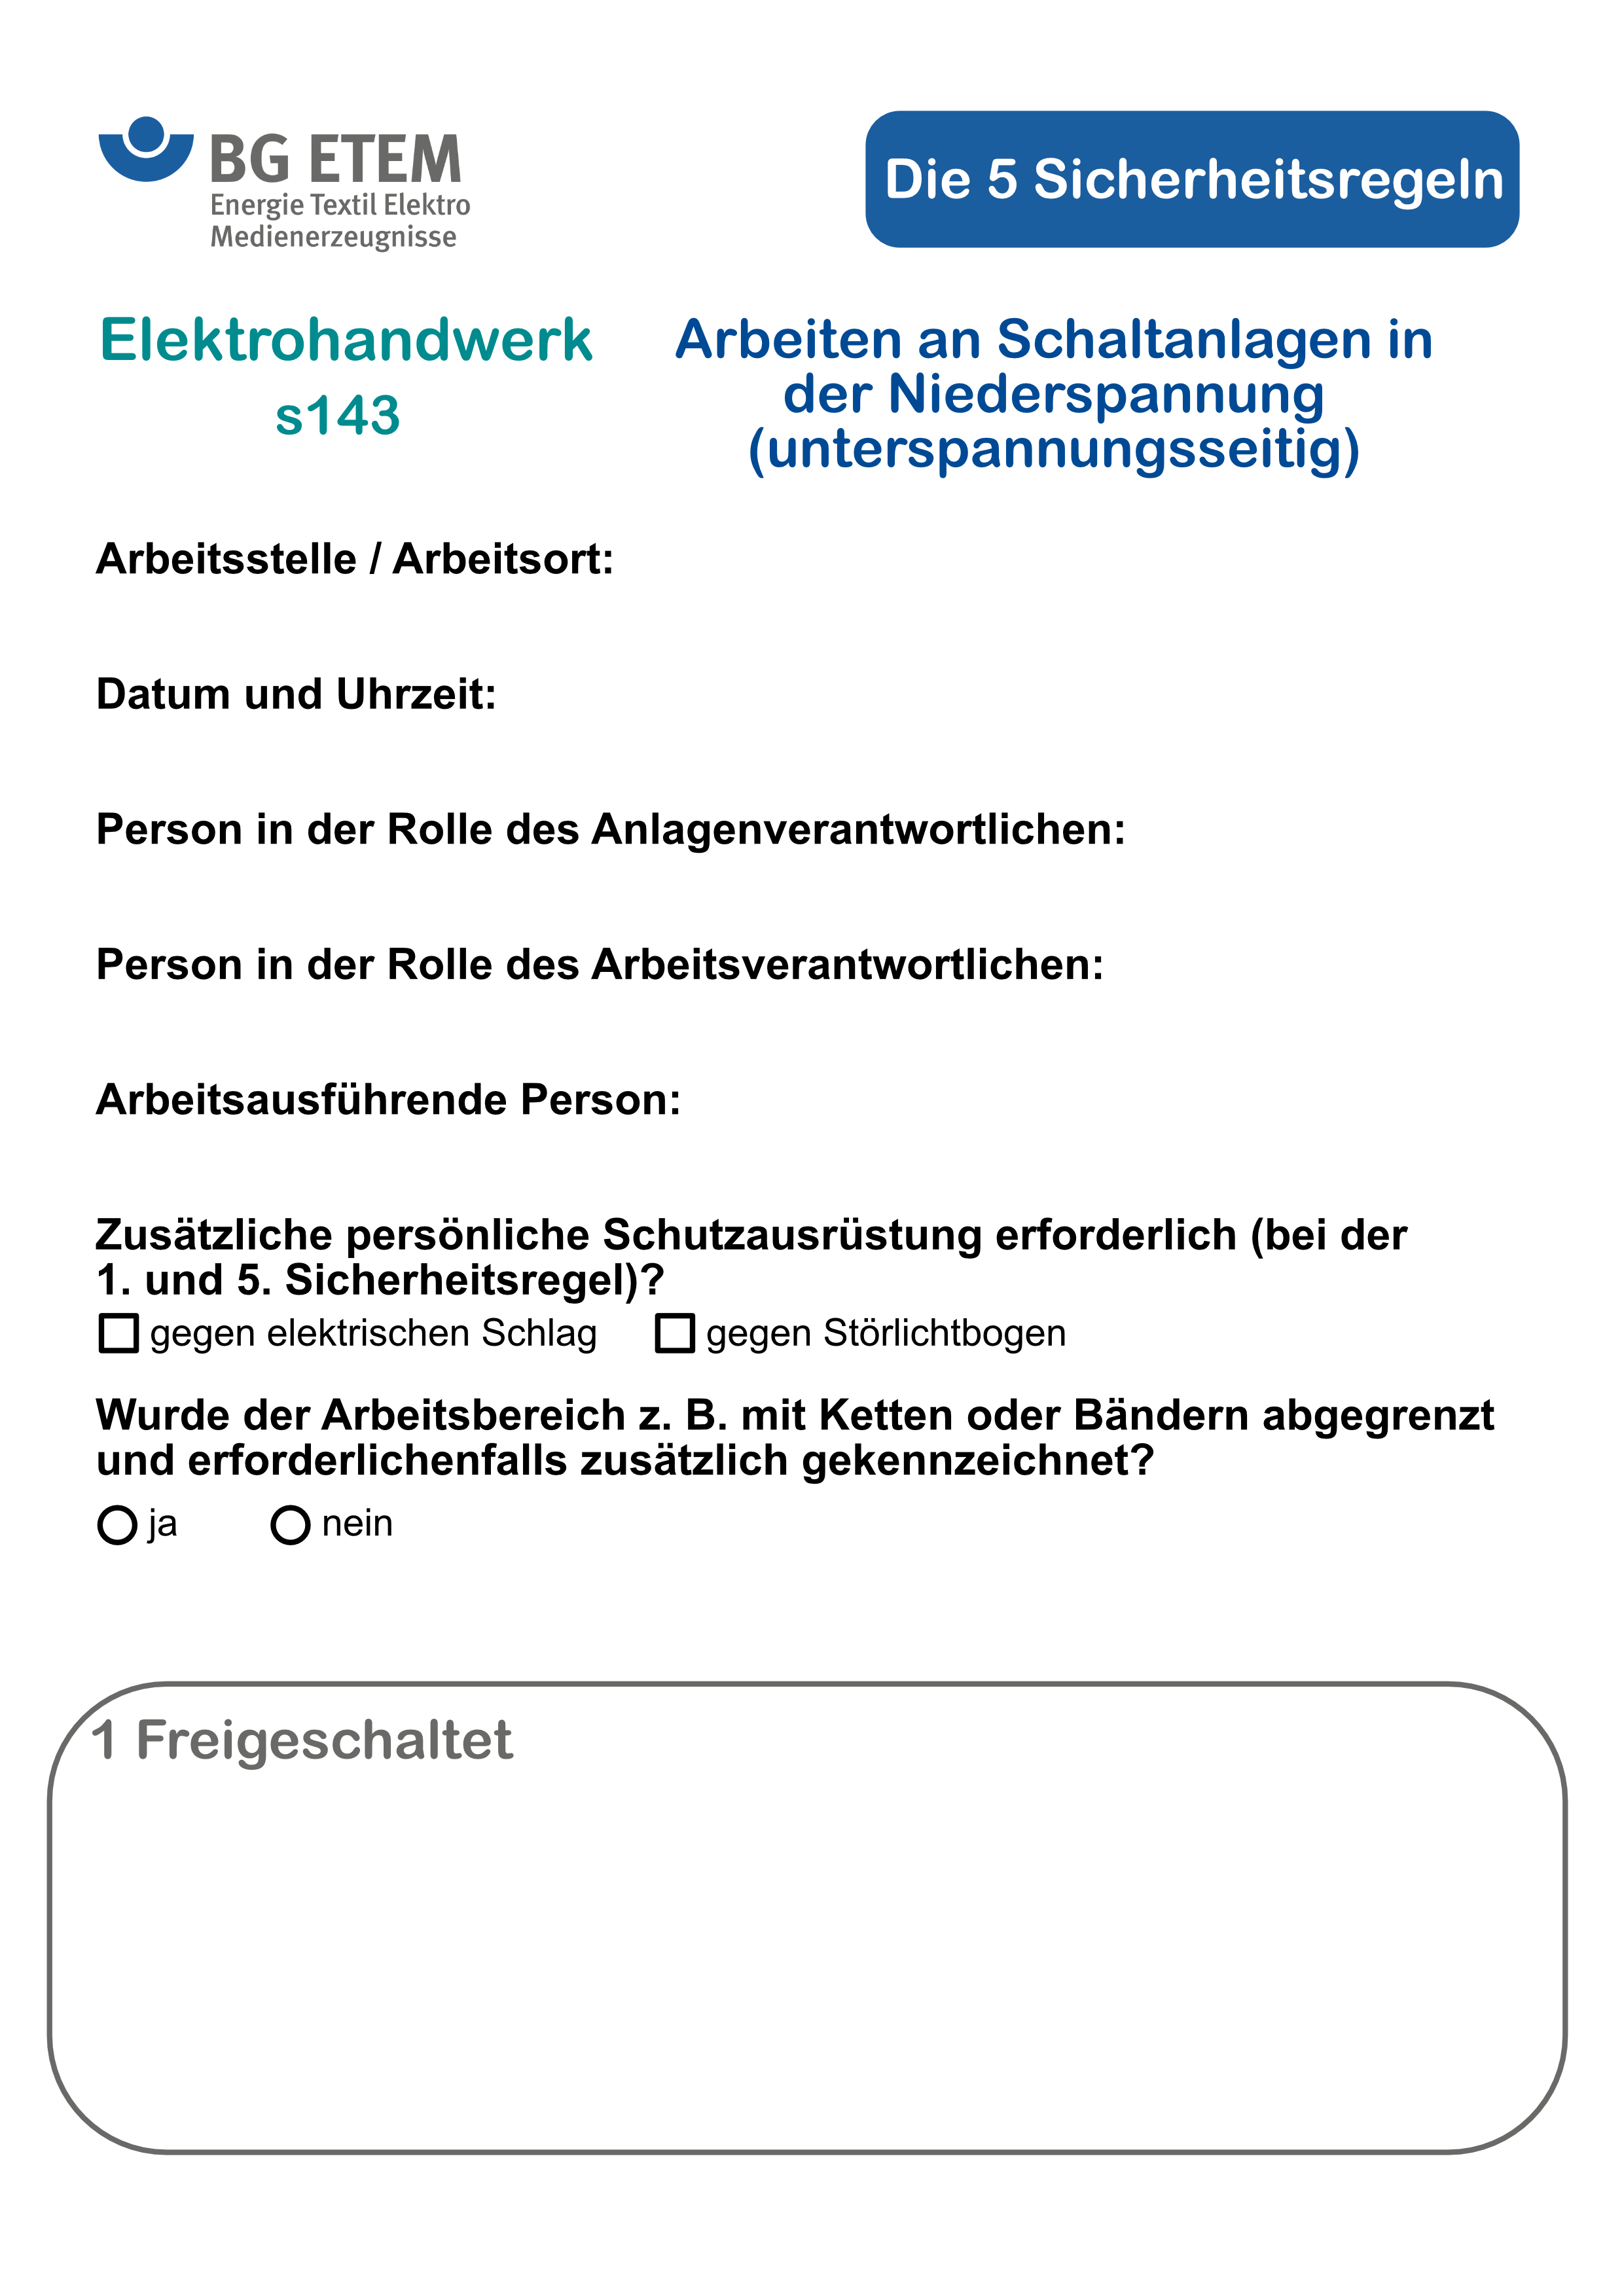 BG ETEM
Energie Textil Elektro
Medienerzeugnisse
Die 5 Sicherheitsregeln
Elektrohandwerk
s143
Arbeiten an Schaltanlagen in
der Niederspannung
(unterspannungsseitig)
Arbeitsstelle / Arbeitsort:
Datum und Uhrzeit:
Person in der Rolle des Anlagenverantwortlichen:
Person in der Rolle des Arbeitsverantwortlichen:
Arbeitsausführende Person:
Zusätzliche persönliche Schutzausrüstung erforderlich (bei der
1. und 5. Sicherheitsregel)?
gegen elektrischen Schlag gegen Störlichtbogen
Wurde der Arbeitsbereich z. B. mit Ketten oder Bändern abgegrenzt
und erforderlichenfalls zusätzlich gekennzeichnet?
ja nein
1 Freigeschaltet